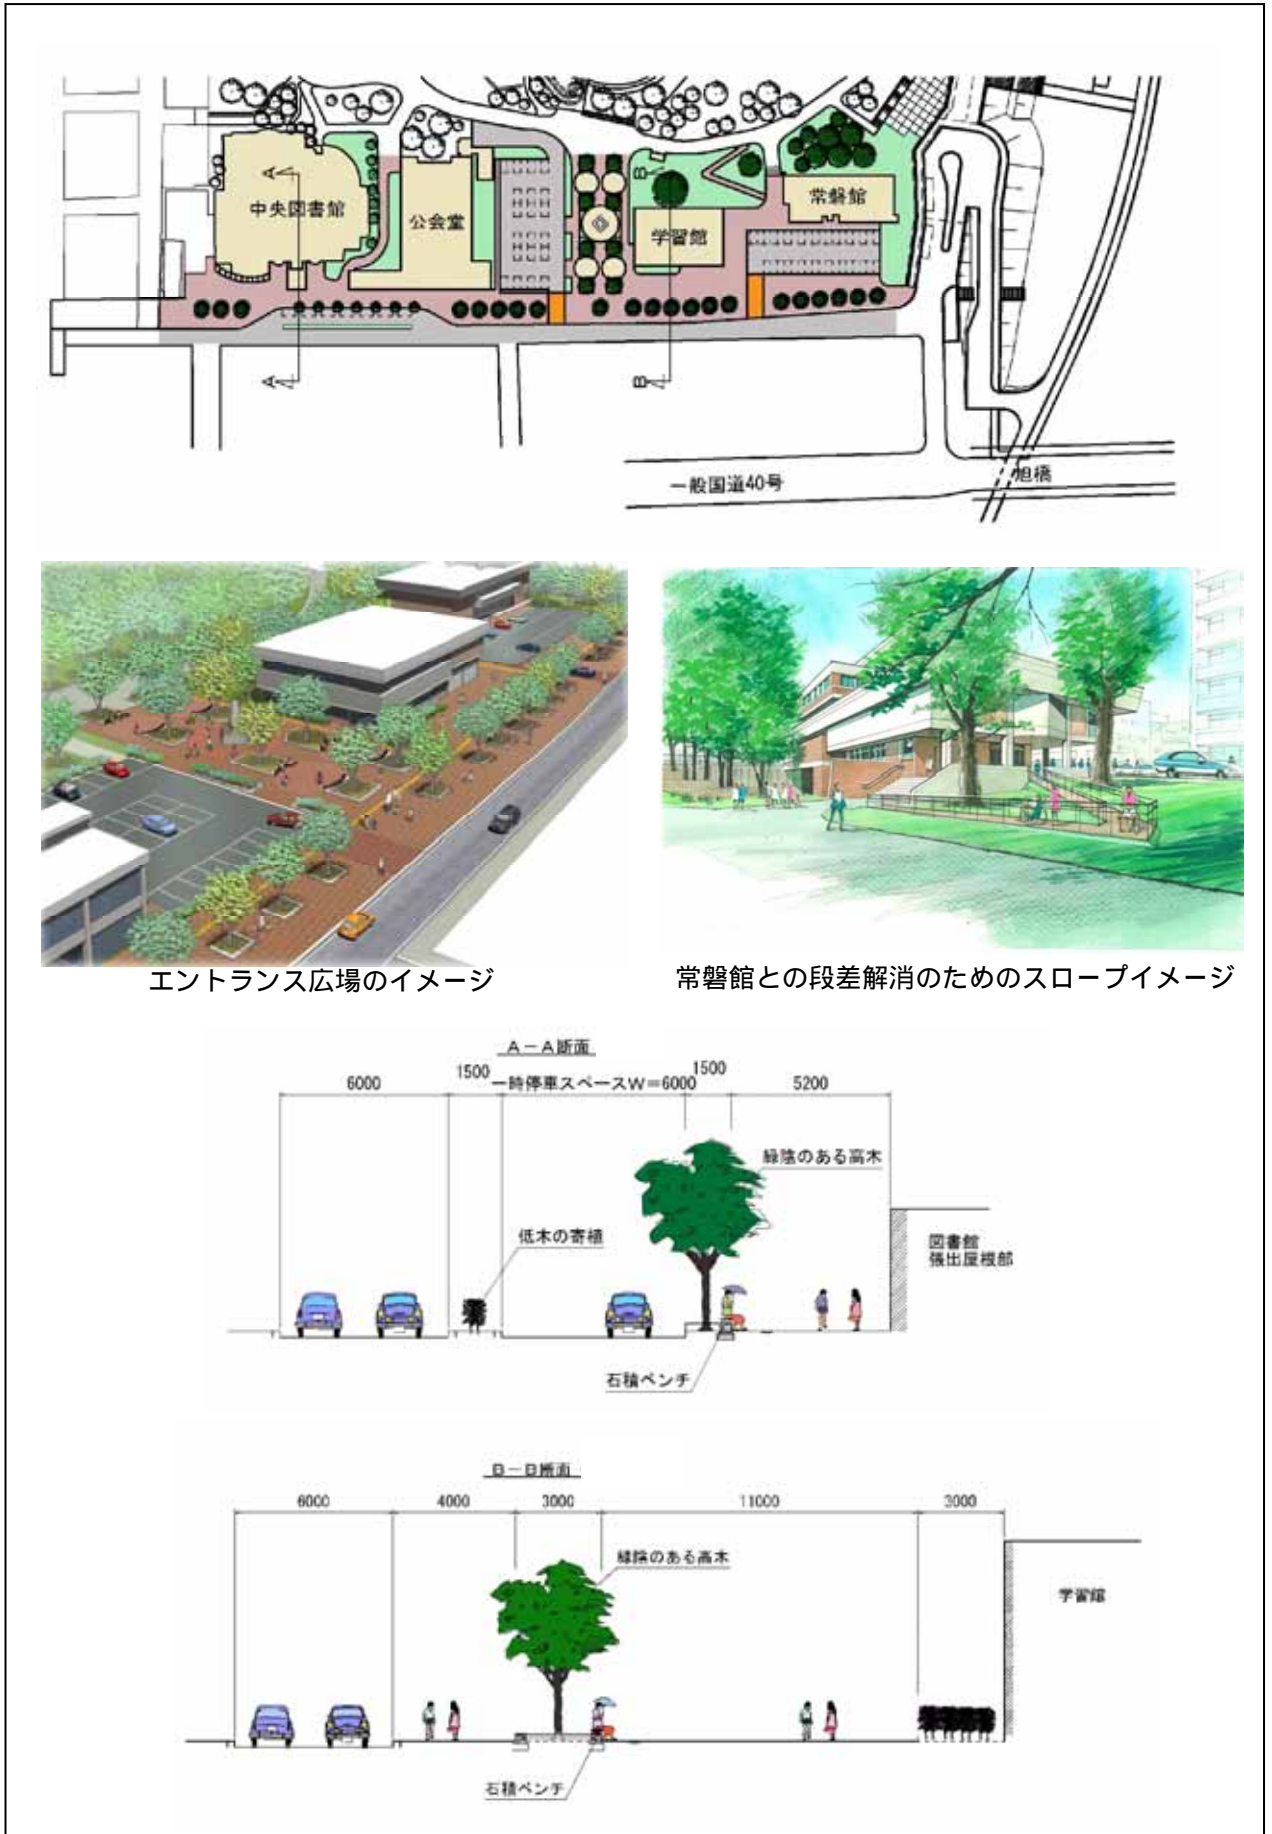 A
B
中央図書館
公会堂
学習館
常磐館
A
B
一般国道40号
旭橋
エントランス広場のイメージ
常磐館との段差解消のためのスロープイメージ
A－A断面
6000
1500
一時停車スペースW=6000
1500
5200
緑陰のある高木
低木の寄植
図書館
張出屋根部
石積ベンチ
B－B断面
6000
4000
3000
11000
3000
緑陰のある高木
学習館
石積ベンチ